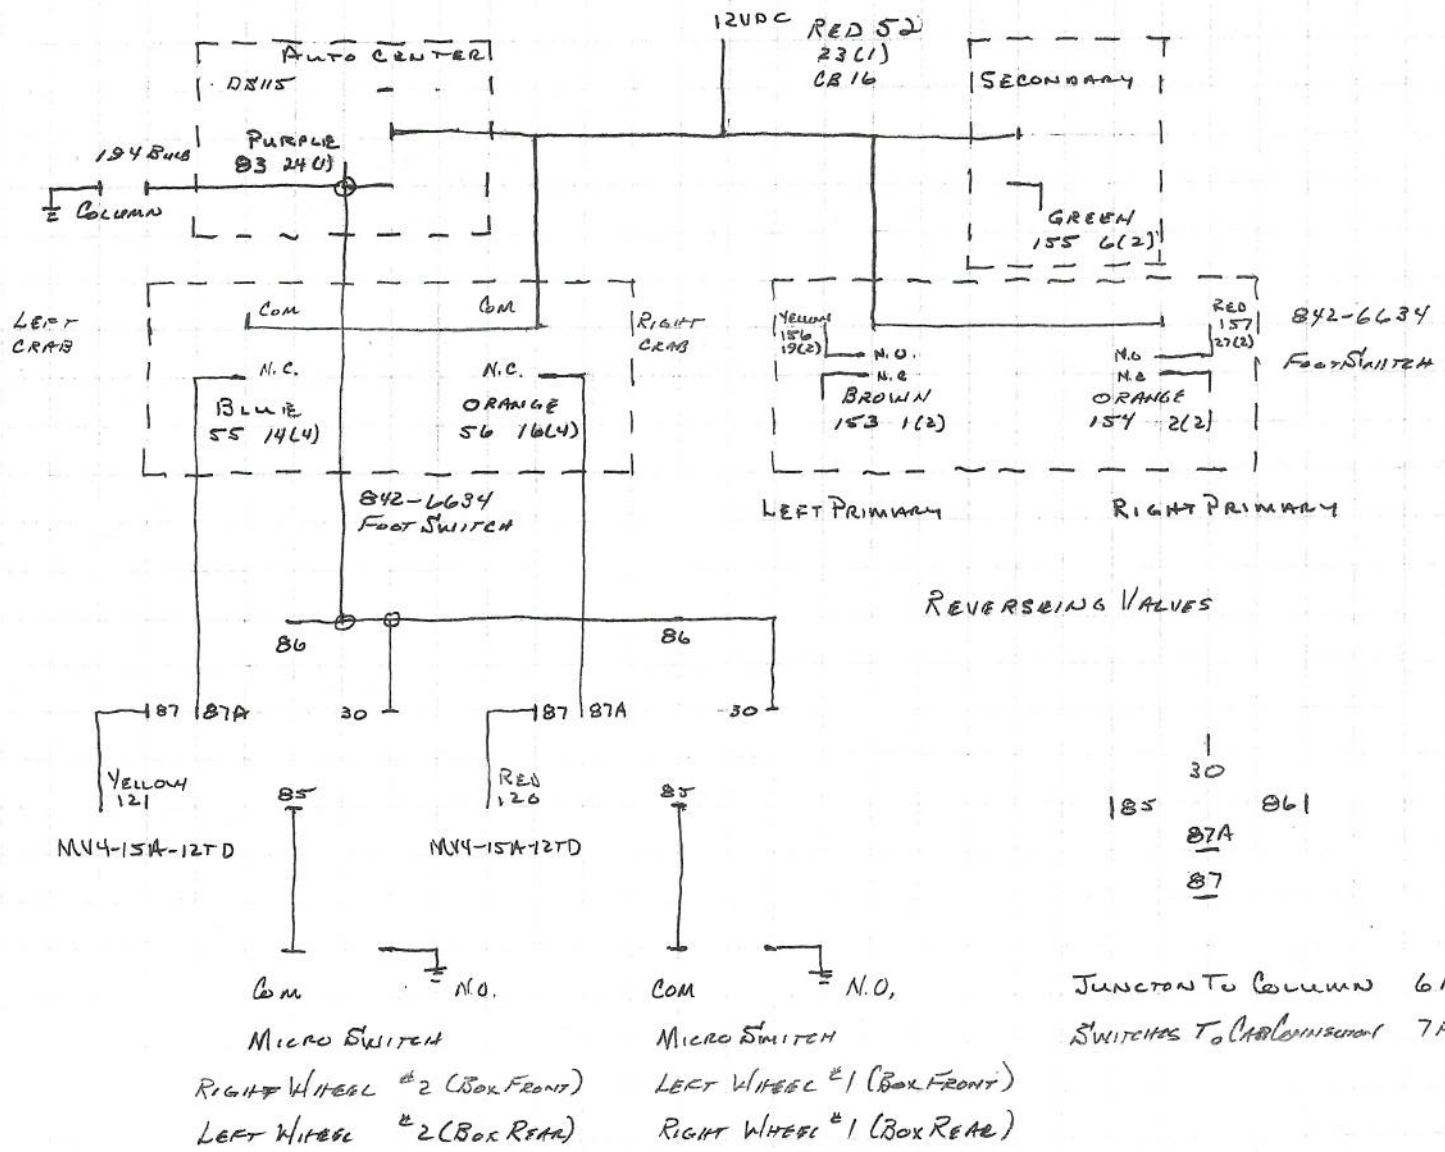 12VDC
RED 52
23(1)
CB 16
AUTO CENTER
DS115
SECONDARY
PURPLE
83 24(1)
194 BULB
COLUMN
GREEN
155 6(2)
LEFT
CRAB
COM
COM
RIGHT
CRAB
YELLOW
156
19(2)
RED
157
27(2)
842-6634
FOOT SWITCH
N.C.
N.C.
N.O.
N.C
N.O
N.C
BLUE
55 14(4)
ORANGE
56 16(4)
BROWN
153 1(2)
ORANGE
154 2(2)
842-6634
FOOT SWITCH
LEFT PRIMARY
RIGHT PRIMARY
REVERSEING VALVES
86
86
87
87A
30
87
87A
30
YELLOW
121
85
RED
120
85
30
85
86
87A
87
MV4-15A-12TD
MV4-15A-12TD
COM
N.O.
COM
N.O,
MICRO SWITCH
MICRO SWITCH
RIGHT WHEEL #2 (BOX FRONT)
LEFT WHEEL #1 (BOX FRONT)
LEFT WHEEL #2 (BOX REAR)
RIGHT WHEEL #1 (BOX REAR)
JUNCTON TO COLUMN 6
SWITCHES TO 7